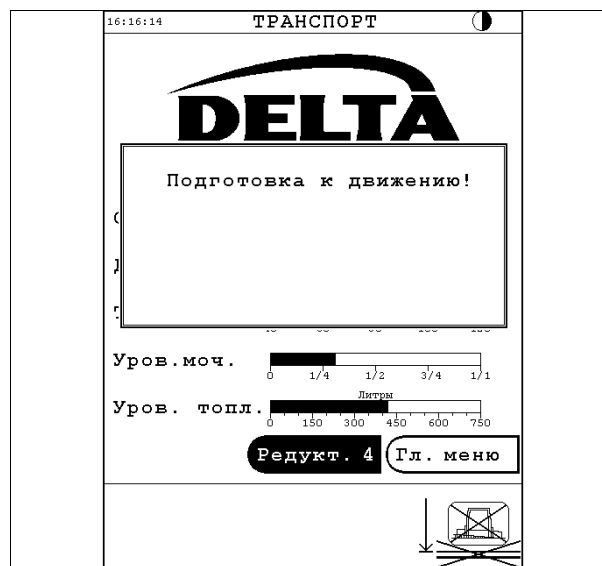 16:16:14
ТРАНСПОРТ
DELTA
Подготовка к движению!
Уров.моч.
0 1/4 1/2 3/4 1/1
Литры
Уров. топл.
0 150 300 450 600 750
Редукт. 4
Гл. меню